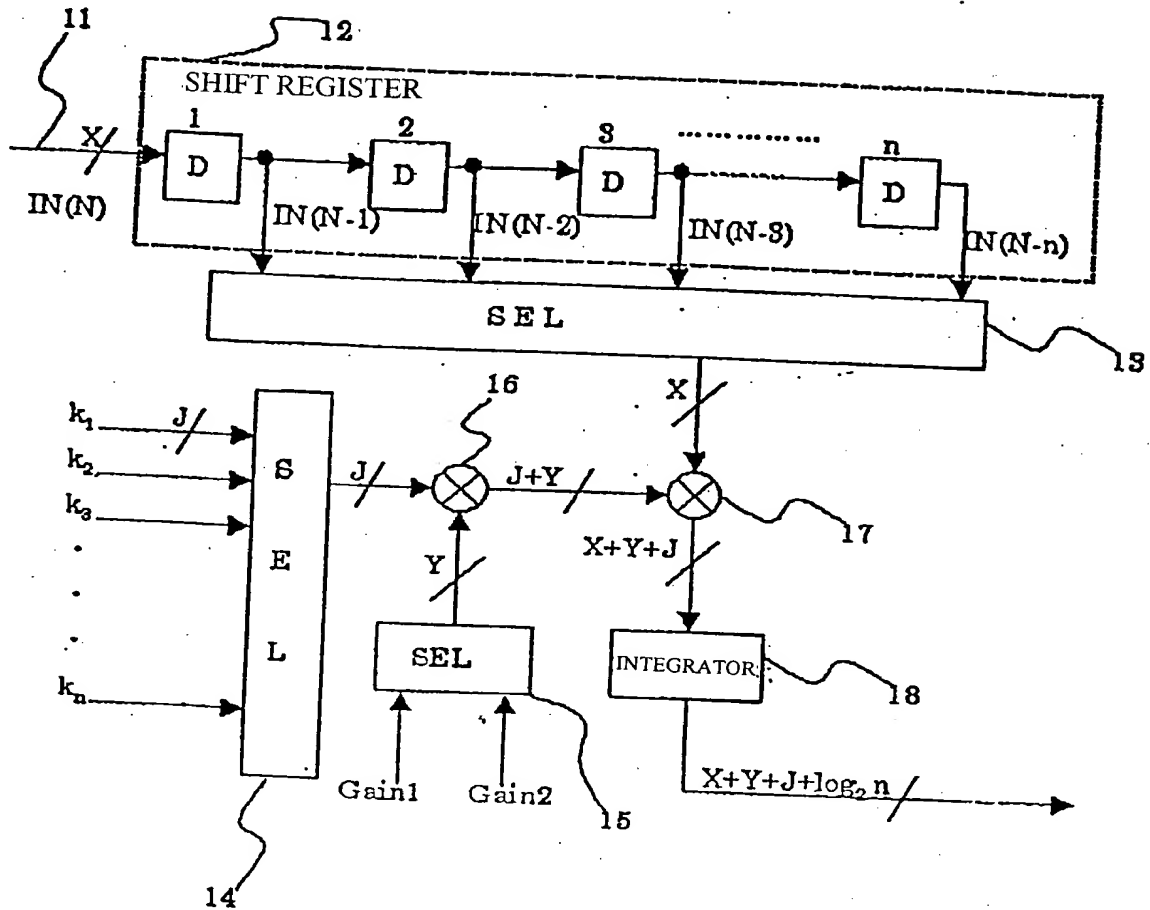 11
12
SHIFT REGISTER
1
2
3
n
X
D
D
D
D
IN(N)
IN(N-1)
IN(N-2)
IN(N-3)
IN(N-n)
SEL
13
16
X
k1
J
k2
k3
kn
S
E
L
J
J+Y
17
X+Y+J
Y
SEL
INTEGRATOR
18
Gain1
Gain2
15
X+Y+J+log2 n
14